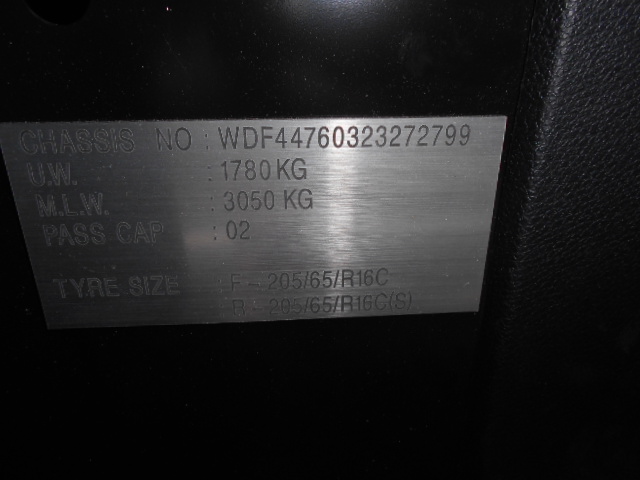 CHASSIS NO : WDF44760323272799
U.W. : 1780 KG
M.L.W. : 3050 KG
PASS CAP : 02
TYRE SIZE : F - 205/65/R16C
R - 205/65/R16C(S)